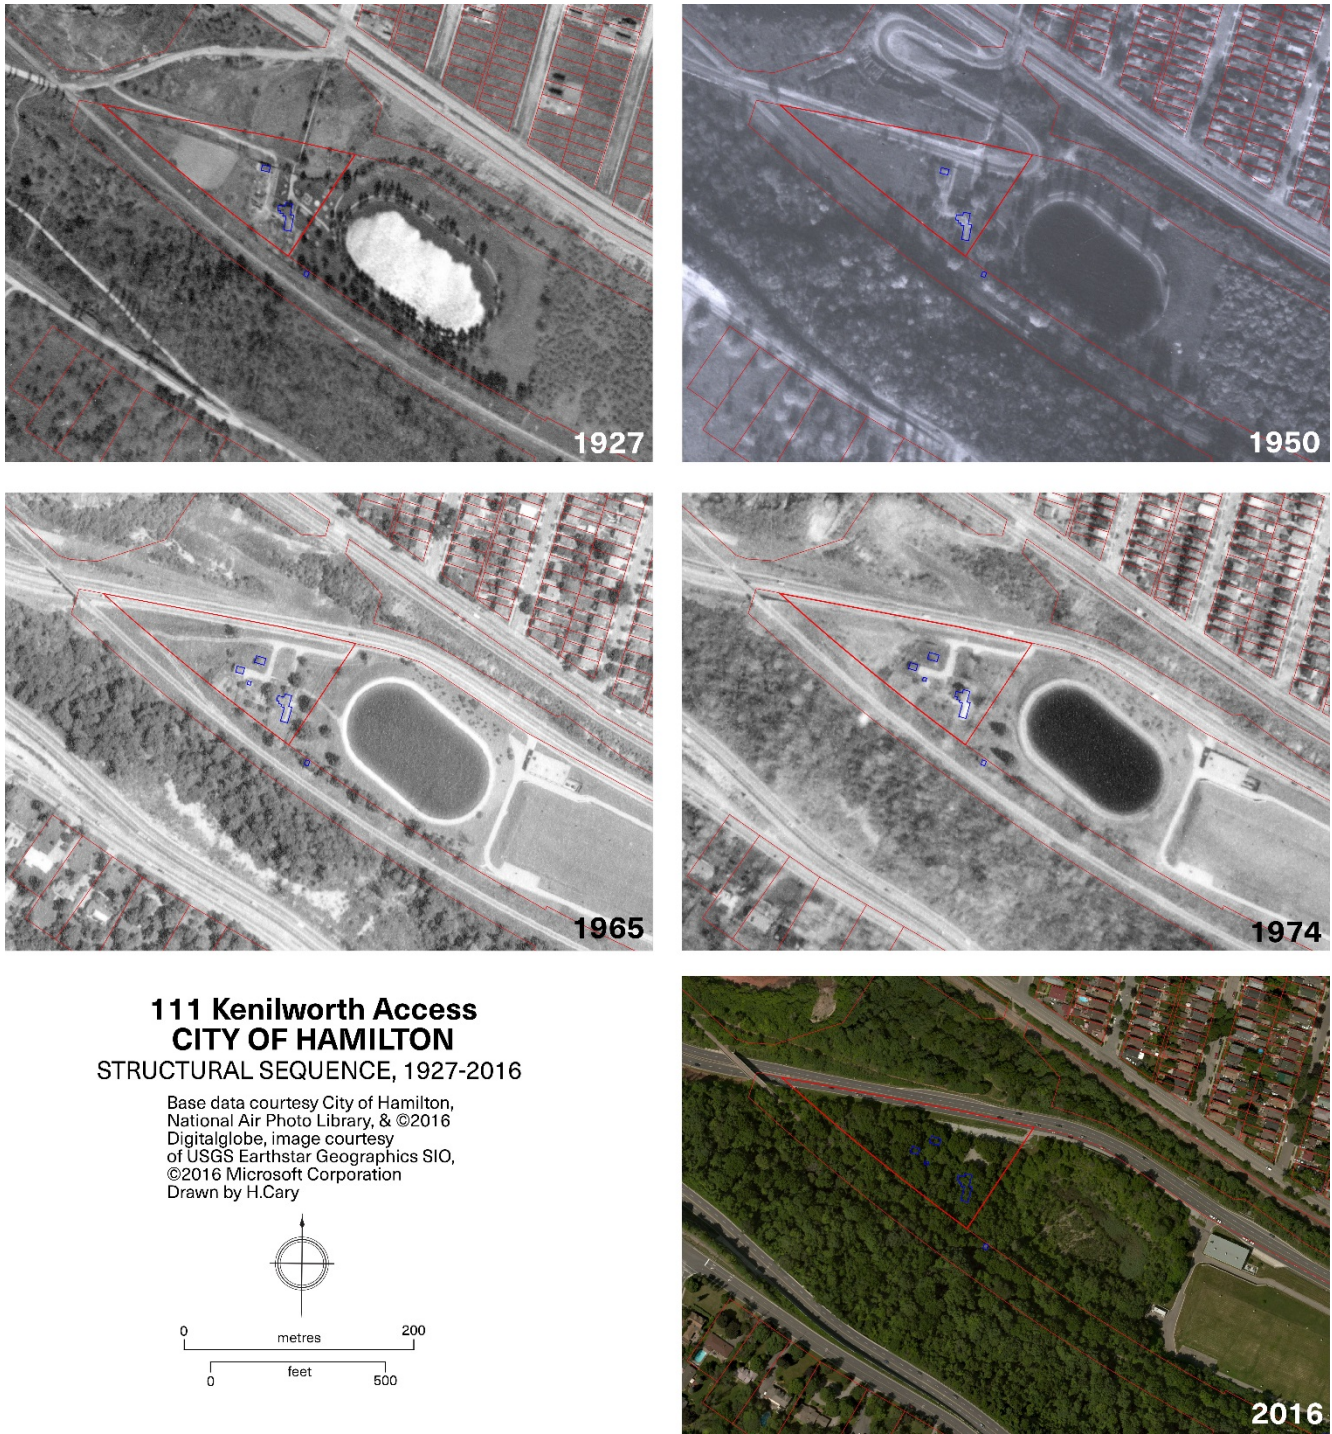 1927
1950
1965
1974
111 Kenilworth Access
CITY OF HAMILTON
STRUCTURAL SEQUENCE, 1927-2016
Base data courtesy City of Hamilton,
National Air Photo Library, & ©2016
Digitalglobe, image courtesy
of USGS Earthstar Geographics SIO,
©2016 Microsoft Corporation
Drawn by H.Cary
0 200
metres
feet
0 500
2016